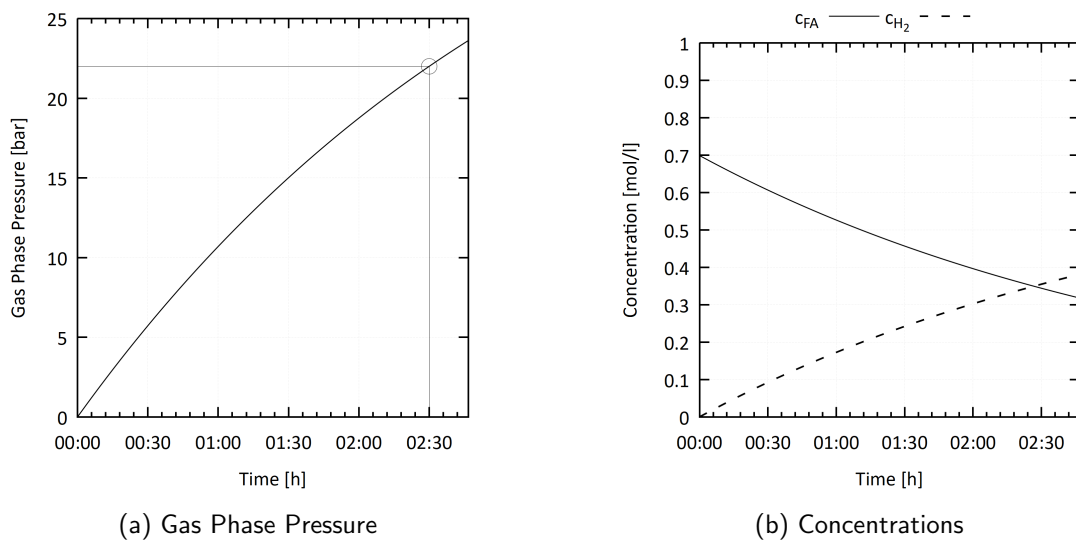 25
20
15
10
5
0
Gas Phase Pressure [bar]
00:00 00:30 01:00 01:30 02:00 02:30
Time [h]
(a) Gas Phase Pressure
c_FA c_H₂
1
0.9
0.8
0.7
0.6
0.5
0.4
0.3
0.2
0.1
0
Concentration [mol/l]
00:00 00:30 01:00 01:30 02:00 02:30
Time [h]
(b) Concentrations